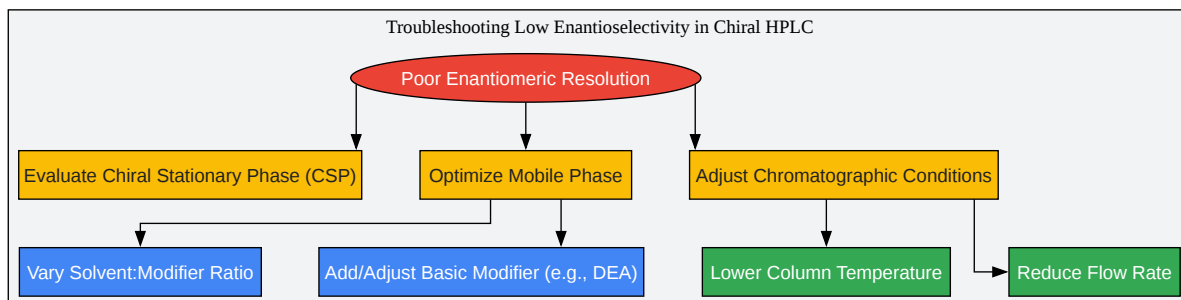 Troubleshooting Low Enantioselectivity in Chiral HPLC
Poor Enantiomeric Resolution
Evaluate Chiral Stationary Phase (CSP)
Optimize Mobile Phase
Adjust Chromatographic Conditions
Vary Solvent:Modifier Ratio
Add/Adjust Basic Modifier (e.g., DEA)
Lower Column Temperature
Reduce Flow Rate